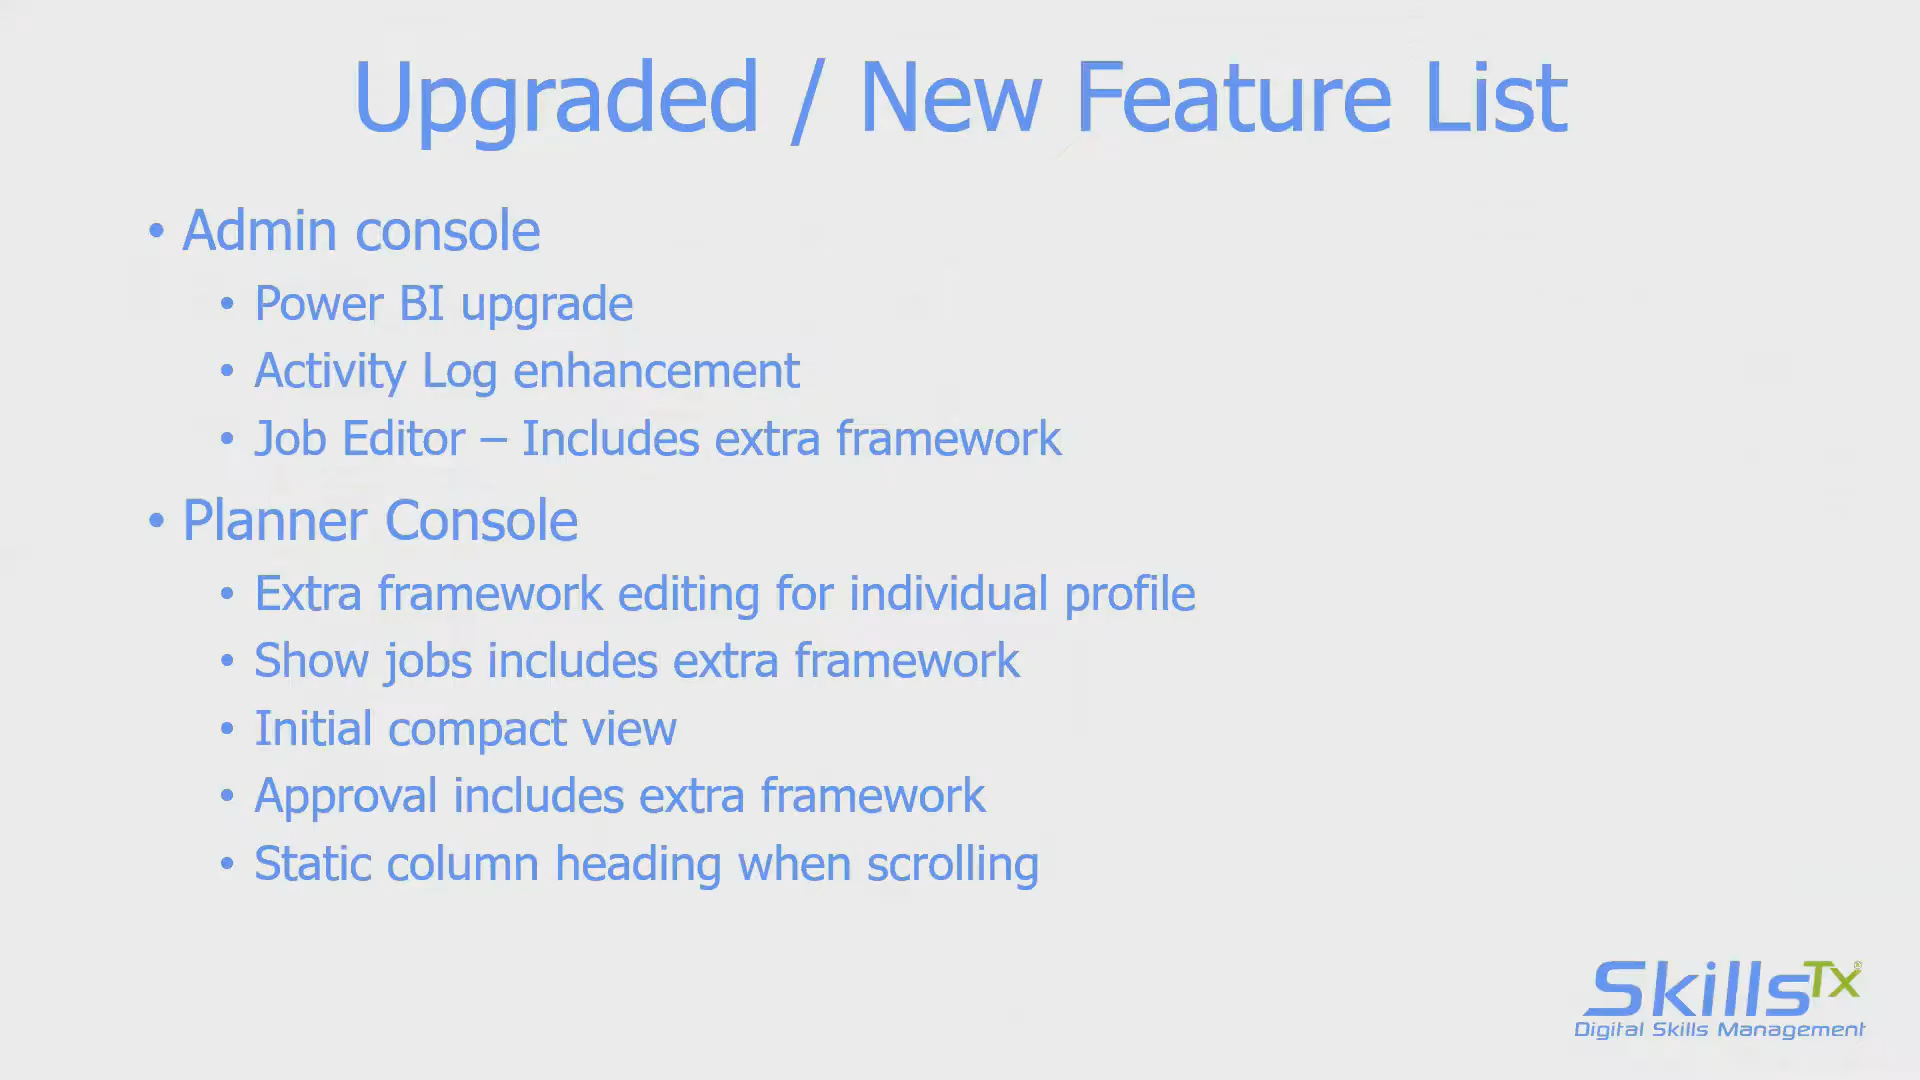 Upgraded / New Feature List
• Admin console
• Power BI upgrade
• Activity Log enhancement
• Job Editor – Includes extra framework
• Planner Console
• Extra framework editing for individual profile
• Show jobs includes extra framework
• Initial compact view
• Approval includes extra framework
• Static column heading when scrolling
SkillsTX®
Digital Skills Management